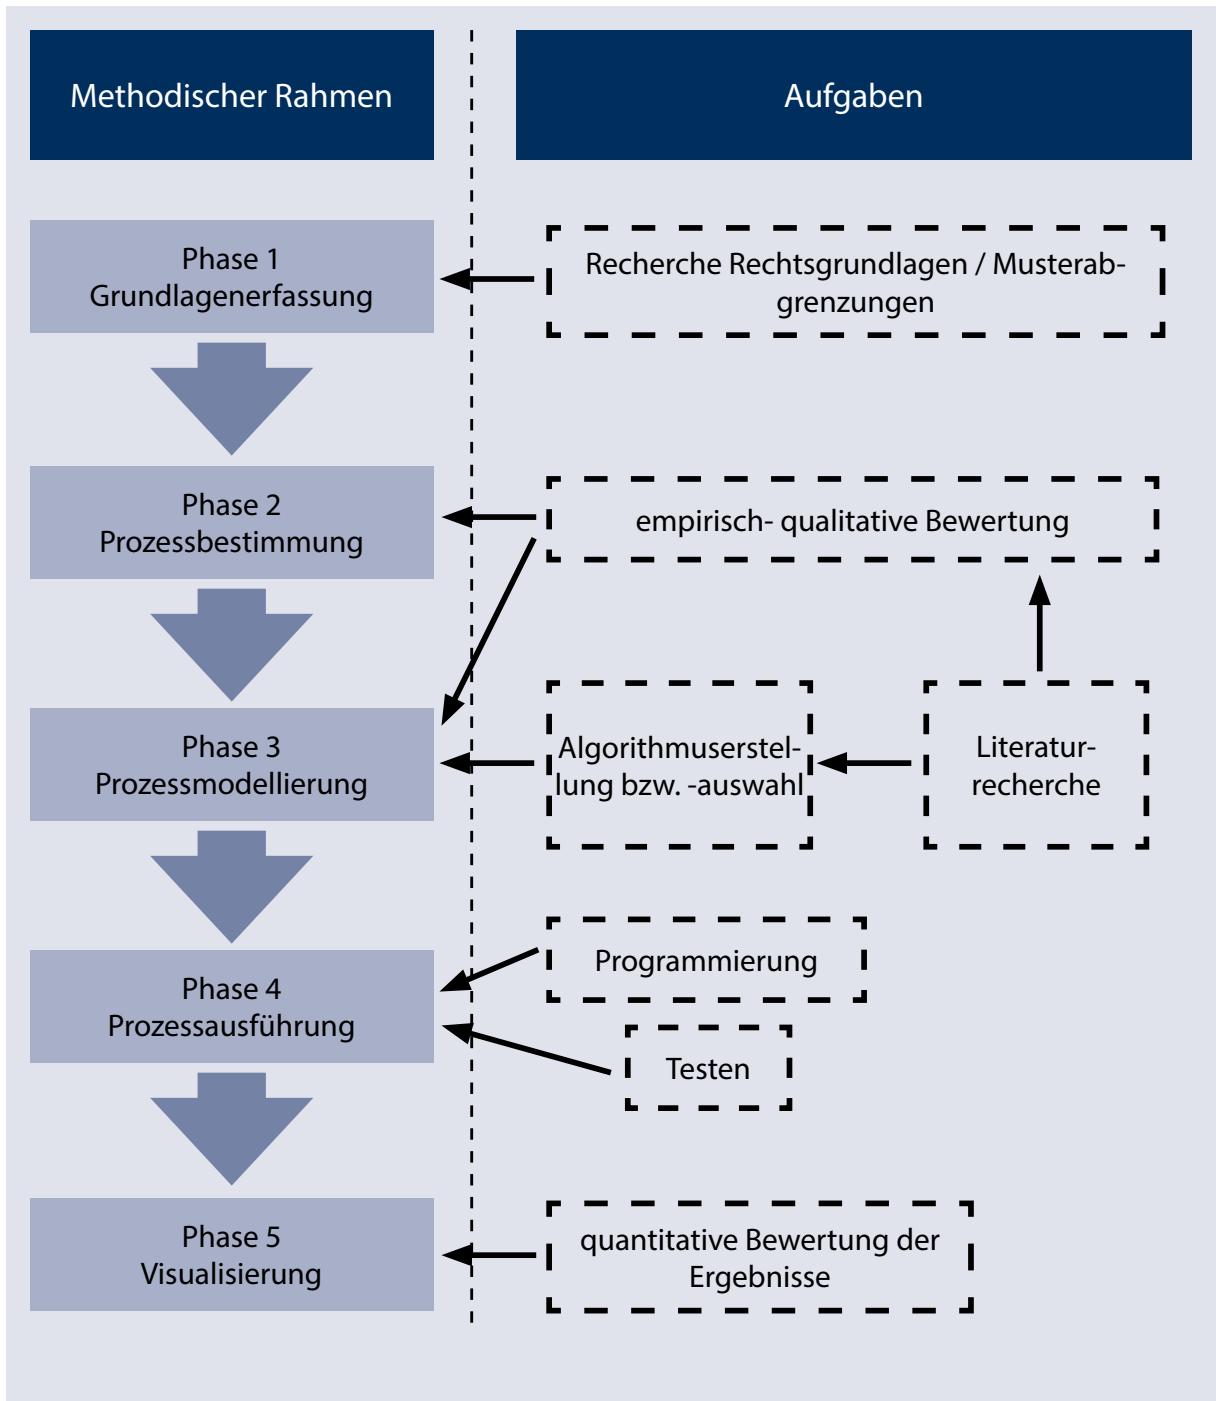 Methodischer Rahmen
Aufgaben
Phase 1
Grundlagenerfassung
Recherche Rechtsgrundlagen / Musterab-
grenzungen
Phase 2
Prozessbestimmung
empirisch- qualitative Bewertung
Phase 3
Prozessmodellierung
Algorithmuserstel-
lung bzw. -auswahl
Literatur-
recherche
Phase 4
Prozessausführung
Programmierung
Testen
Phase 5
Visualisierung
quantitative Bewertung der
Ergebnisse